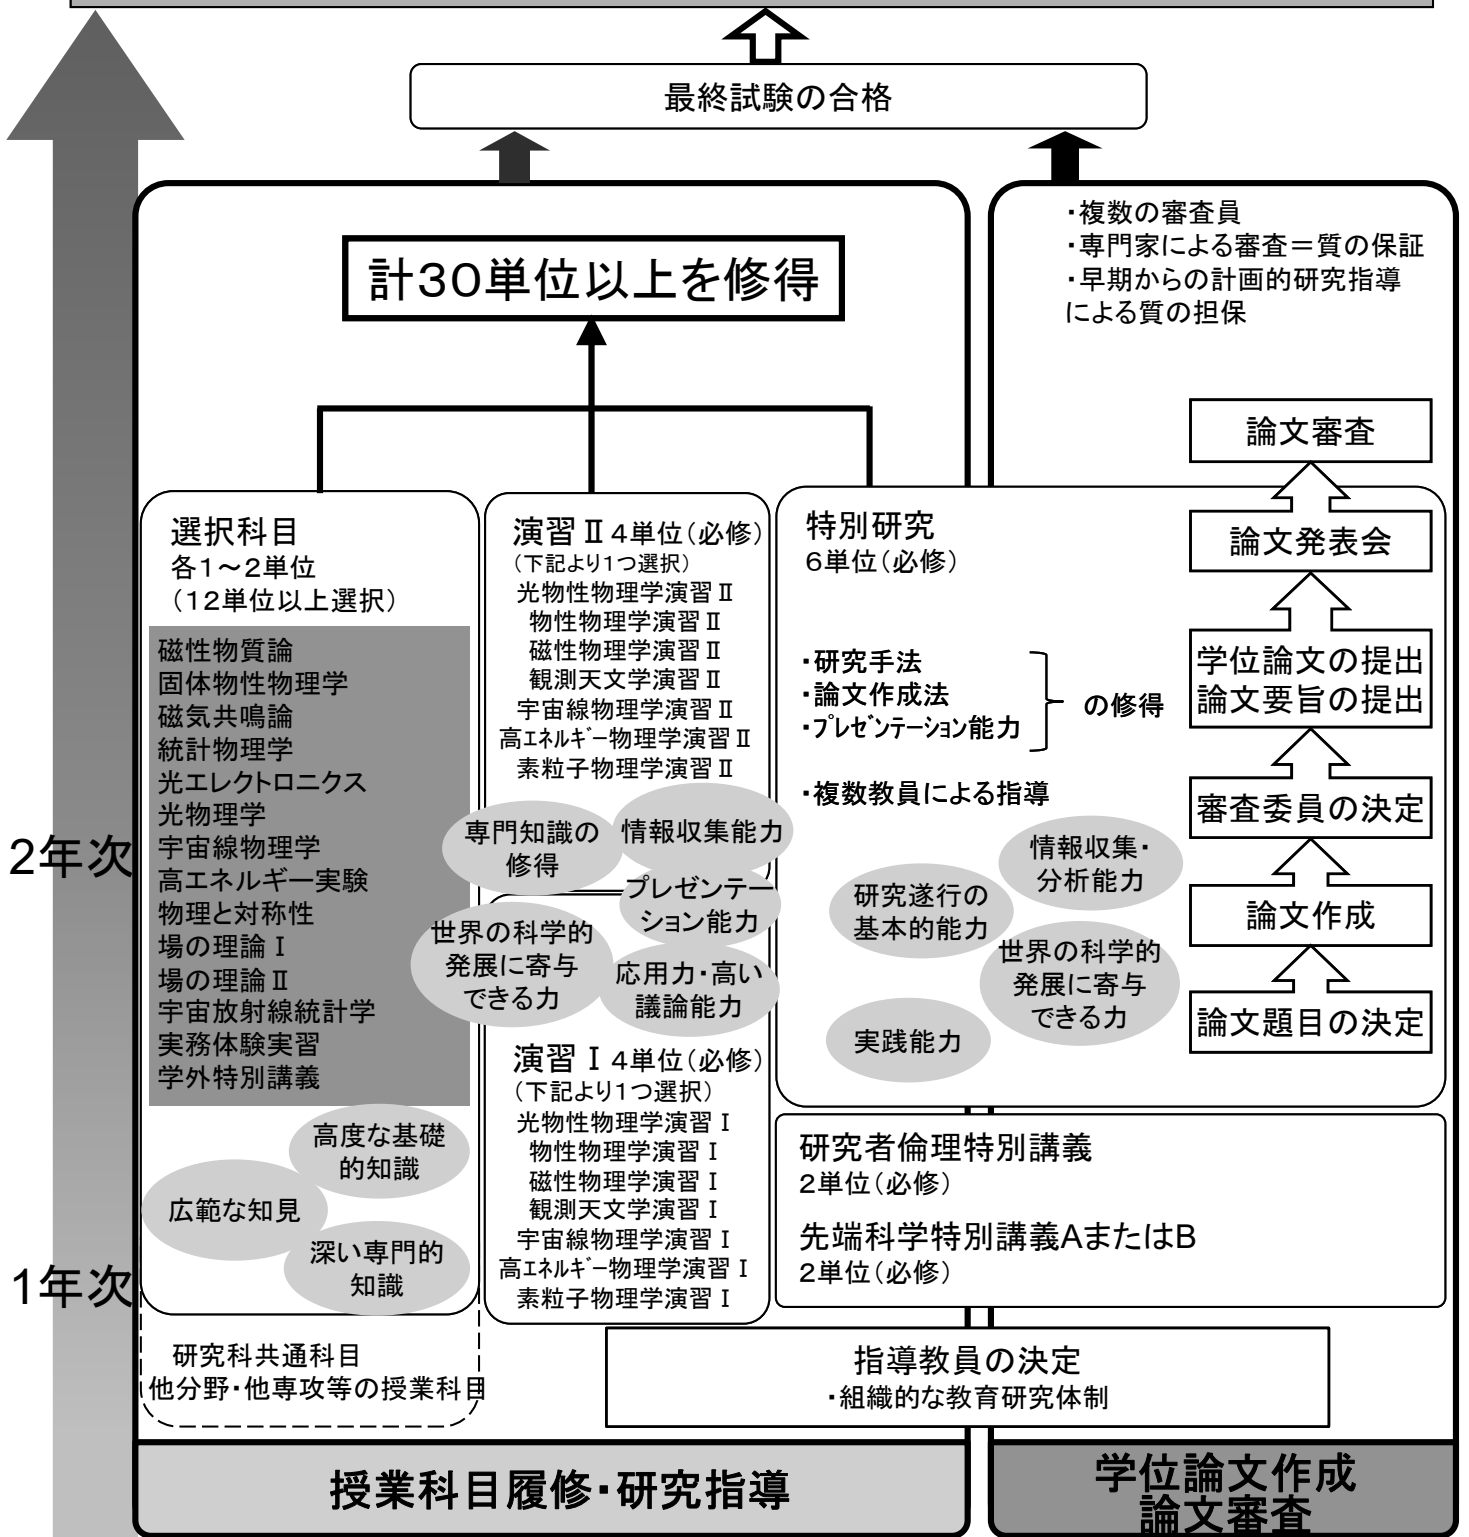 最終試験の合格
計30単位以上を修得
・複数の審査員
・専門家による審査＝質の保証
・早期からの計画的研究指導
による質の担保
論文審査
論文発表会
学位論文の提出
論文要旨の提出
審査委員の決定
論文作成
論文題目の決定
選択科目
各1～2単位
（12単位以上選択）
磁性物質論
固体物性物理学
磁気共鳴論
統計物理学
光エレクトロニクス
光物理学
宇宙線物理学
高エネルギー実験
物理と対称性
場の理論Ⅰ
場の理論Ⅱ
宇宙放射線統計学
実務体験実習
学外特別講義
高度な基礎
的知識
広範な知見
深い専門的
知識
研究科共通科目
他分野・他専攻等の授業科目
演習Ⅱ 4単位（必修）
（下記より1つ選択）
光物性物理学演習Ⅱ
物性物理学演習Ⅱ
磁性物理学演習Ⅱ
観測天文学演習Ⅱ
宇宙線物理学演習Ⅱ
高エネルギー物理学演習Ⅱ
素粒子物理学演習Ⅱ
専門知識の
修得
情報収集能力
プレゼンテー
ション能力
世界の科学的
発展に寄与
できる力
応用力・高い
議論能力
演習Ⅰ 4単位（必修）
（下記より1つ選択）
光物性物理学演習Ⅰ
物性物理学演習Ⅰ
磁性物理学演習Ⅰ
観測天文学演習Ⅰ
宇宙線物理学演習Ⅰ
高エネルギー物理学演習Ⅰ
素粒子物理学演習Ⅰ
特別研究
6単位（必修）
・研究手法
・論文作成法
・プレゼンテーション能力
の修得
・複数教員による指導
情報収集・
分析能力
研究遂行の
基本的能力
世界の科学的
発展に寄与
できる力
実践能力
研究者倫理特別講義
2単位（必修）
先端科学特別講義AまたはB
2単位（必修）
指導教員の決定
・組織的な教育研究体制
2年次
1年次
授業科目履修・研究指導
学位論文作成
論文審査